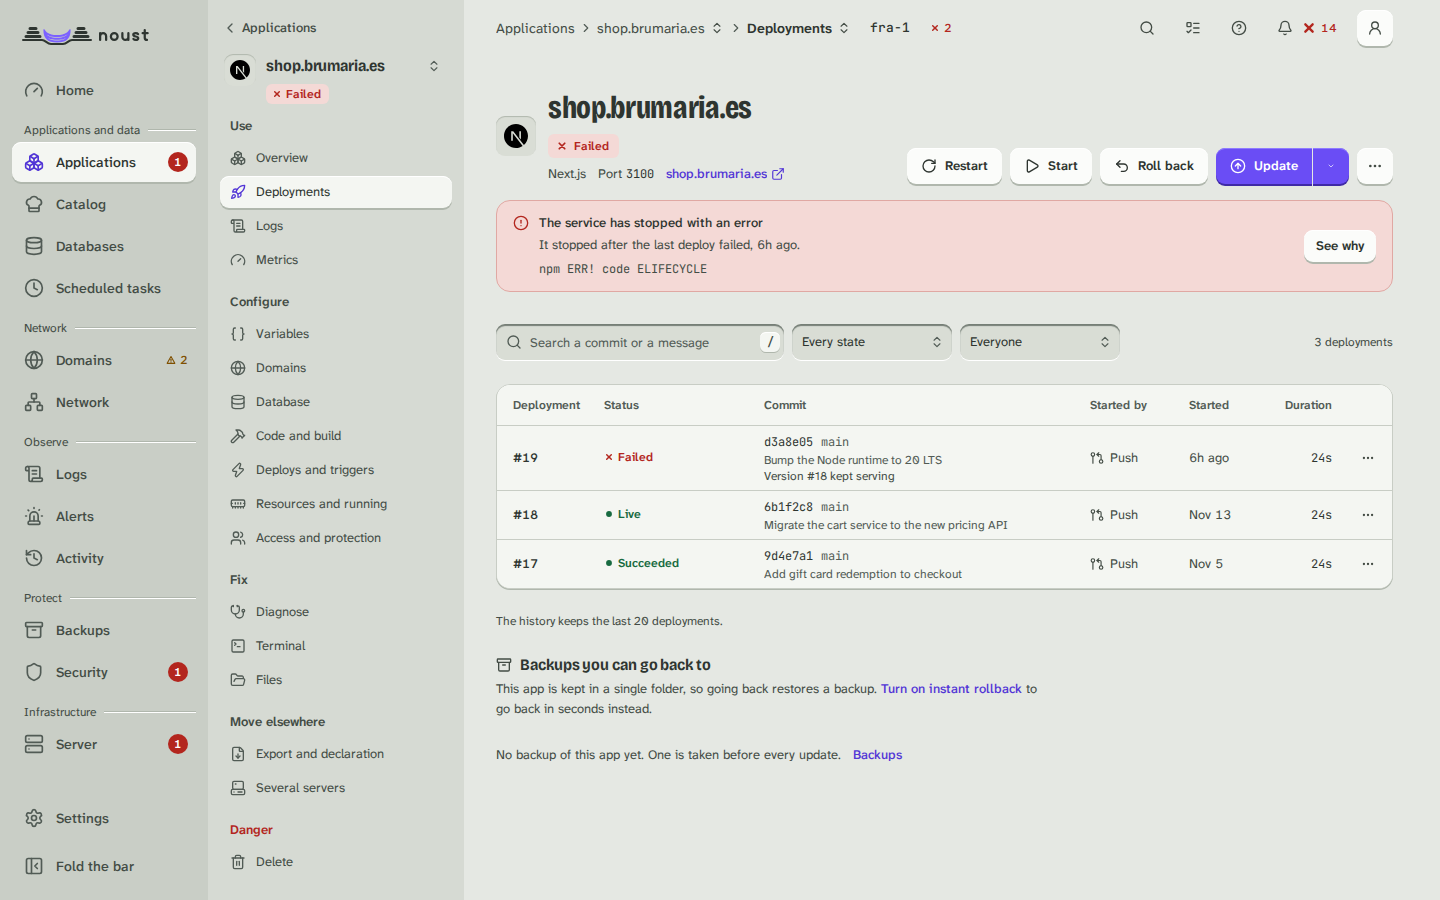 noust
Home
Applications and data
Applications 1
Catalog
Databases
Scheduled tasks
Network
Domains 2
Network
Observe
Logs
Alerts
Activity
Protect
Backups
Security 1
Infrastructure
Server 1
Settings
Fold the bar
Applications
shop.brumaria.es
Failed
Use
Overview
Deployments
Logs
Metrics
Configure
Variables
Domains
Database
Code and build
Deploys and triggers
Resources and running
Access and protection
Fix
Diagnose
Terminal
Files
Move elsewhere
Export and declaration
Several servers
Danger
Delete
Applications shop.brumaria.es Deployments fra-1 2 14
shop.brumaria.es
Failed
Next.js Port 3100 shop.brumaria.es
Restart Start Roll back Update
The service has stopped with an error
It stopped after the last deploy failed, 6h ago.
npm ERR! code ELIFECYCLE
See why
Search a commit or a message / Every state Everyone 3 deployments
Deployment Status Commit Started by Started Duration
#19 Failed d3a8e05 main Push 6h ago 24s
Bump the Node runtime to 20 LTS
Version #18 kept serving
#18 Live 6b1f2c8 main Push Nov 13 24s
Migrate the cart service to the new pricing API
#17 Succeeded 9d4e7a1 main Push Nov 5 24s
Add gift card redemption to checkout
The history keeps the last 20 deployments.
Backups you can go back to
This app is kept in a single folder, so going back restores a backup. Turn on instant rollback to
go back in seconds instead.
No backup of this app yet. One is taken before every update. Backups